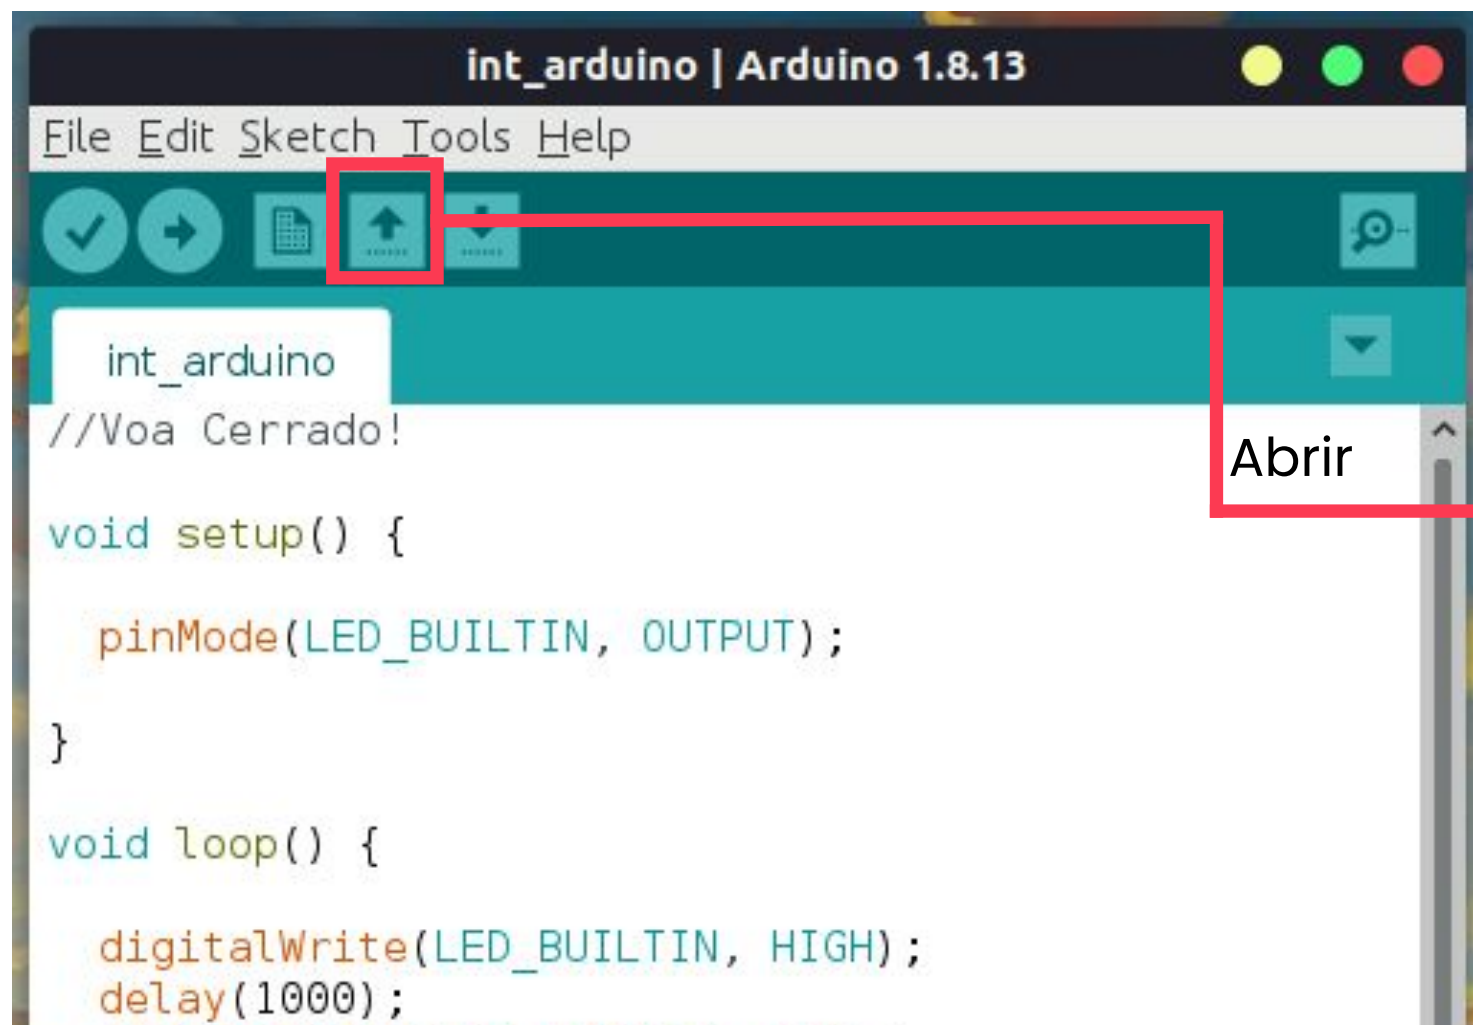 int_arduino | Arduino 1.8.13
File Edit Sketch Tools Help
int_arduino
//Voa Cerrado!
Abrir
void setup() {
pinMode(LED_BUILTIN, OUTPUT);
}
void loop() {
digitalWrite(LED_BUILTIN, HIGH);
delay(1000);